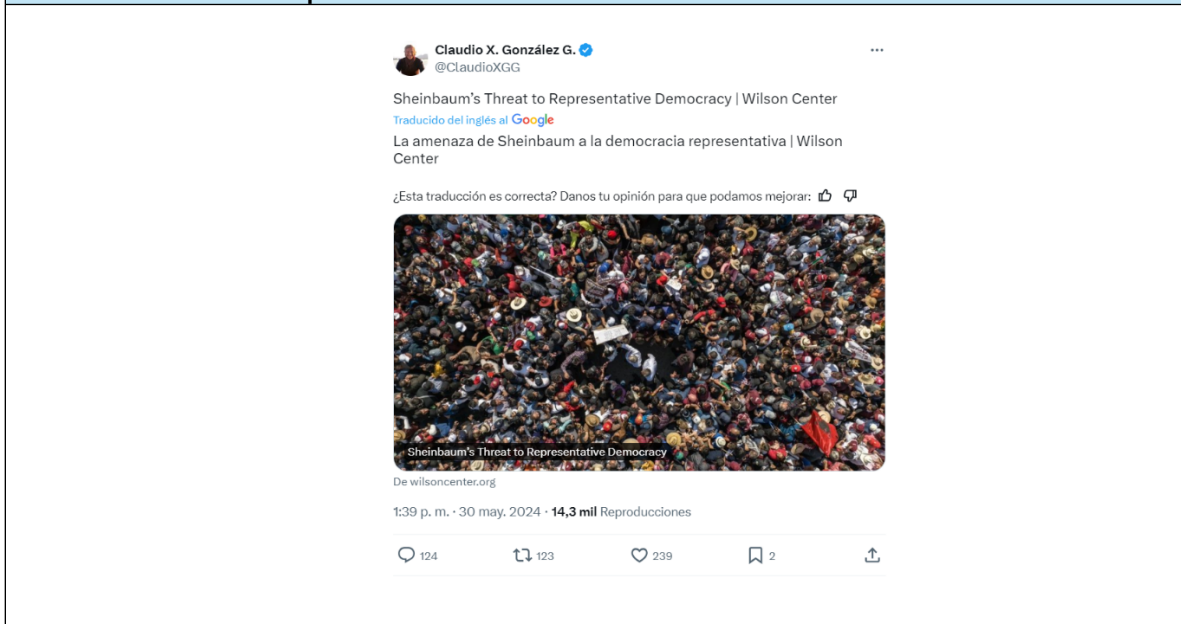 Claudio X. González G.
@ClaudioXGG
Sheinbaum's Threat to Representative Democracy | Wilson Center
Traducido del inglés al Google
La amenaza de Sheinbaum a la democracia representativa | Wilson
Center
¿Esta traducción es correcta? Danos tu opinión para que podamos mejorar:
Sheinbaum's Threat to Representative Democracy
De wilsoncenter.org
1:39 p. m. · 30 may. 2024 · 14,3 mil Reproducciones
124 123 239 2